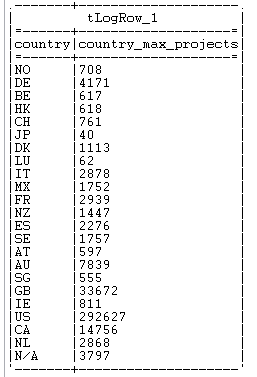 tLogRow_1
country|country_max_projects
NO|708
DE|4171
BE|617
HK|618
CH|761
JP|40
DK|1113
LU|62
IT|2878
MX|1752
FR|2939
NZ|1447
ES|2276
SE|1757
AT|597
AU|7839
SG|555
GB|33672
IE|811
US|292627
CA|14756
NL|2868
N/A|3797